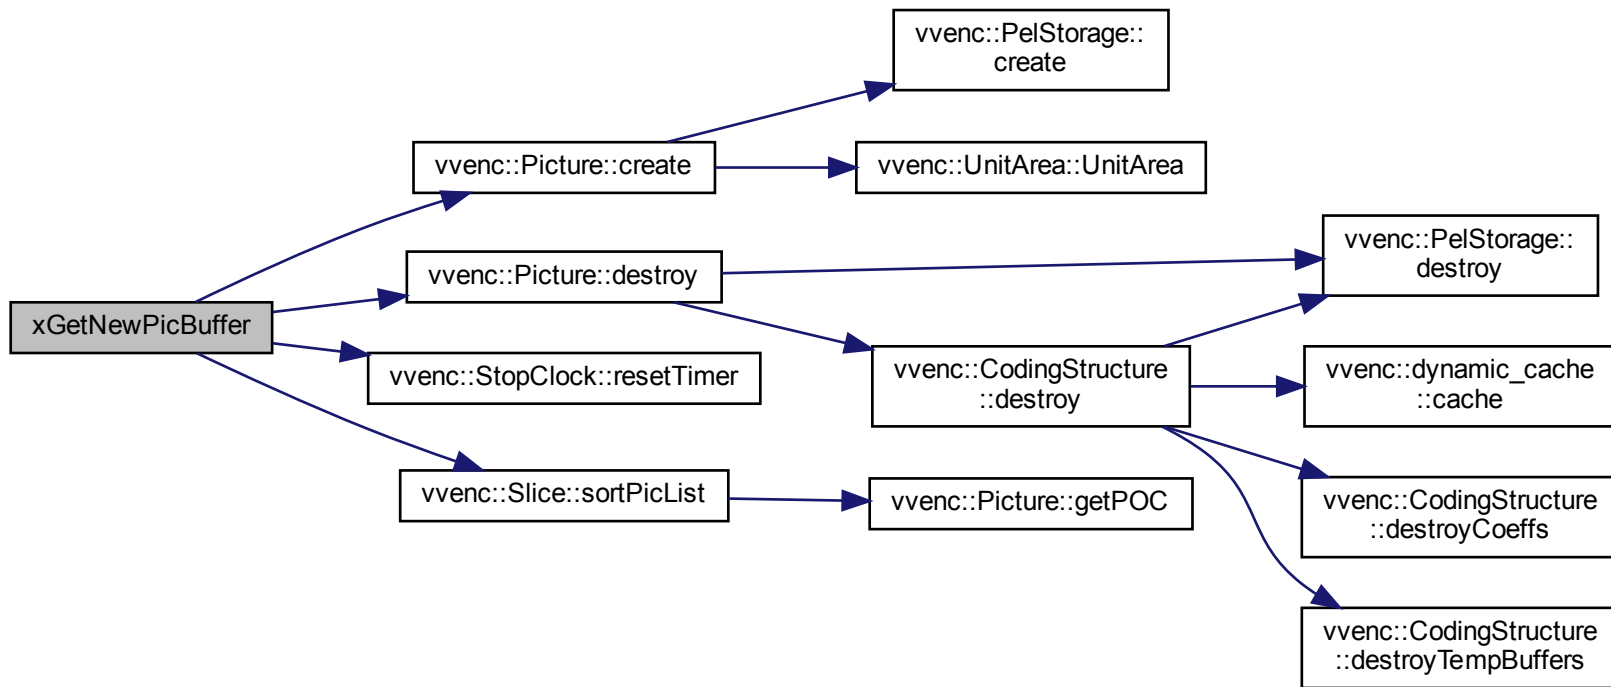 xGetNewPicBuffer
vvenc::Picture::create
vvenc::PelStorage::
create
vvenc::UnitArea::UnitArea
vvenc::Picture::destroy
vvenc::PelStorage::
destroy
vvenc::CodingStructure
::destroy
vvenc::dynamic_cache
::cache
vvenc::CodingStructure
::destroyCoeffs
vvenc::CodingStructure
::destroyTempBuffers
vvenc::StopClock::resetTimer
vvenc::Slice::sortPicList
vvenc::Picture::getPOC